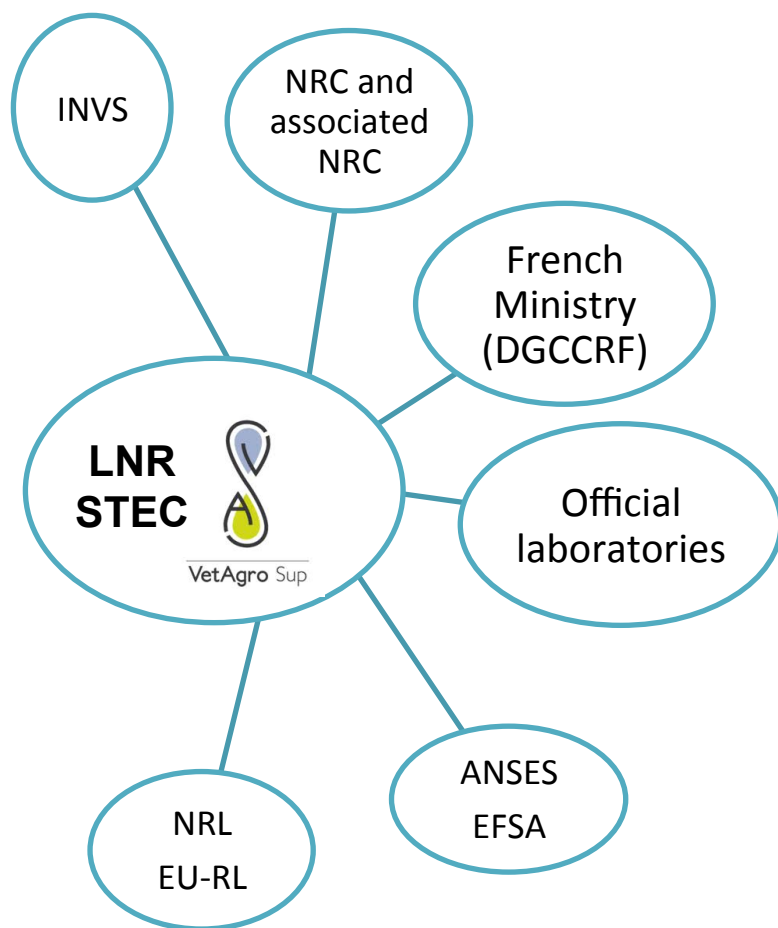 INVS
NRC and
associated
NRC
French
Ministry
(DGCCRF)
LNR
STEC
VetAgro Sup
Official
laboratories
ANSES
EFSA
NRL
EU-RL